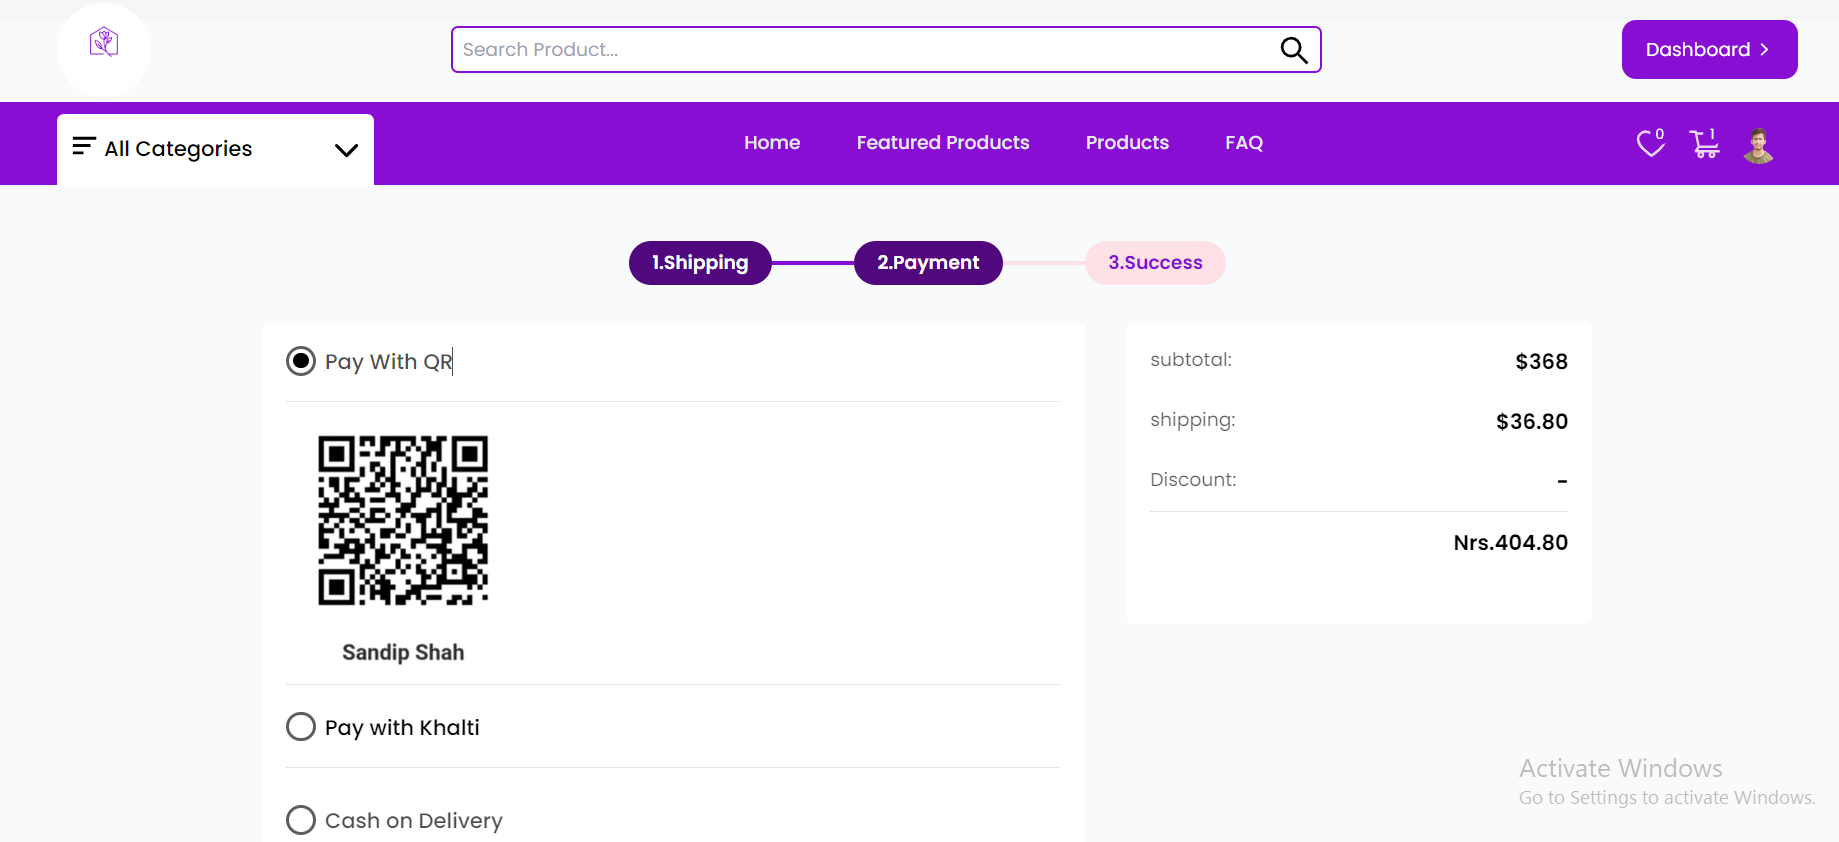 Search Product...
Dashboard
All Categories
Home Featured Products Products FAQ
0 1
1.Shipping 2.Payment 3.Success
Pay With QR
Sandip Shah
Pay with Khalti
Cash on Delivery
subtotal: $368
shipping: $36.80
Discount: -
Nrs.404.80
Activate Windows
Go to Settings to activate Windows.